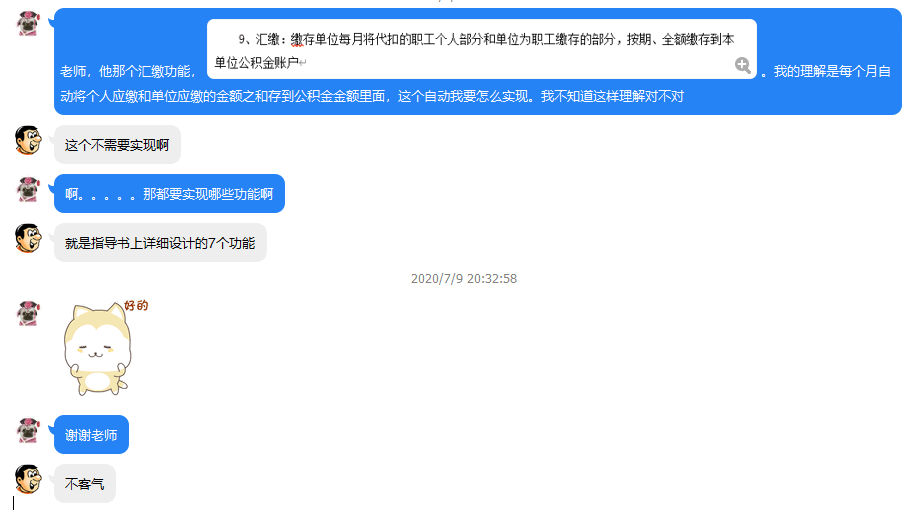 9、汇缴：缴存单位每月将代扣的职工个人部分和单位为职工缴存的部分，按期、全额缴存到本
单位公积金账户
老师，他那个汇缴功能，
。我的理解是每个月自
动将个人应缴和单位应缴的金额之和存到公积金金额里面，这个自动我要怎么实现。我不知道这样理解对不对
这个不需要实现啊
啊。。。。。那都要实现哪些功能啊
就是指导书上详细设计的7个功能
2020/7/9 20:32:58
好的
谢谢老师
不客气